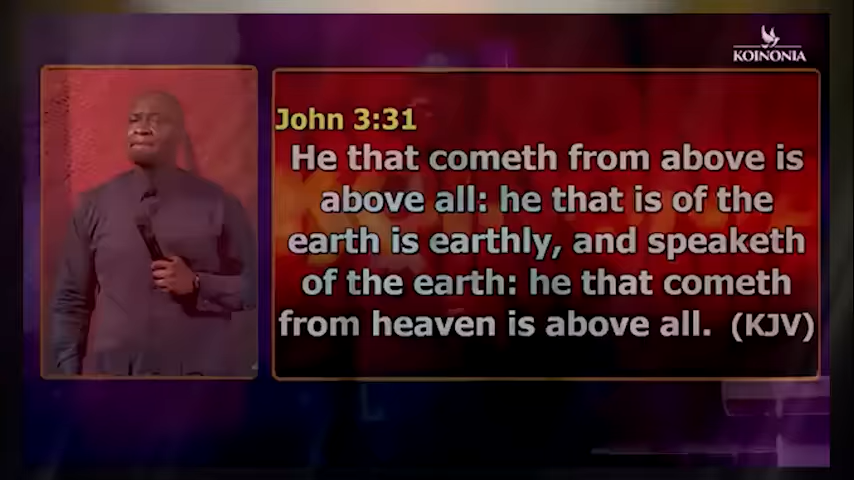 KOINONIA
John 3:31
He that cometh from above is
above all: he that is of the
earth is earthly, and speaketh
of the earth: he that cometh
from heaven is above all. (KJV)